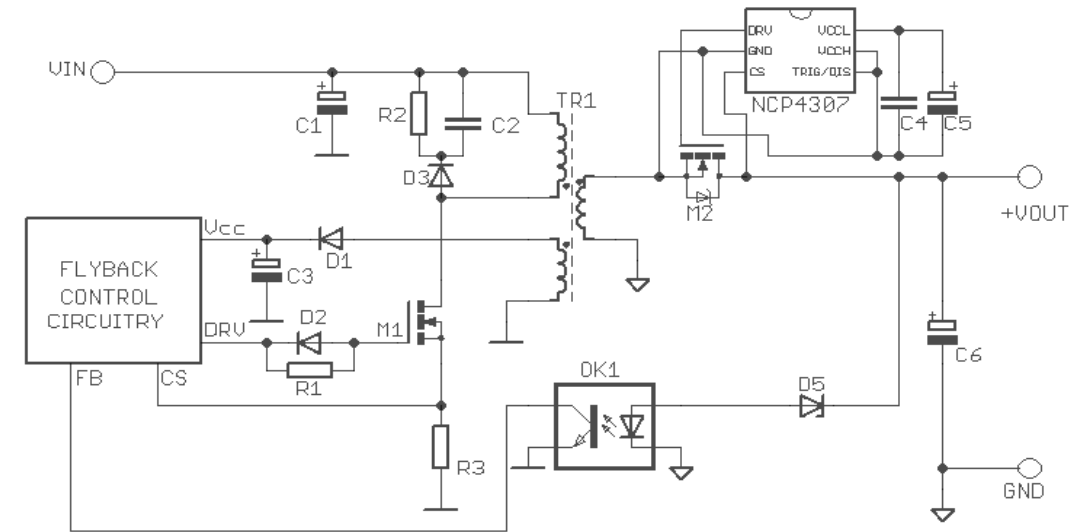 DRV
VCCL
GND
VCCH
CS
TRIG/DIS
NCP4307
VIN
C1
R2
C2
TR1
C4
C5
D3
M2
+VOUT
Vcc
FLYBACK
CONTROL
CIRCUITRY
C3
D1
D2
M1
DRV
R1
FB
CS
OK1
D5
C6
R3
GND
+
+
+
+